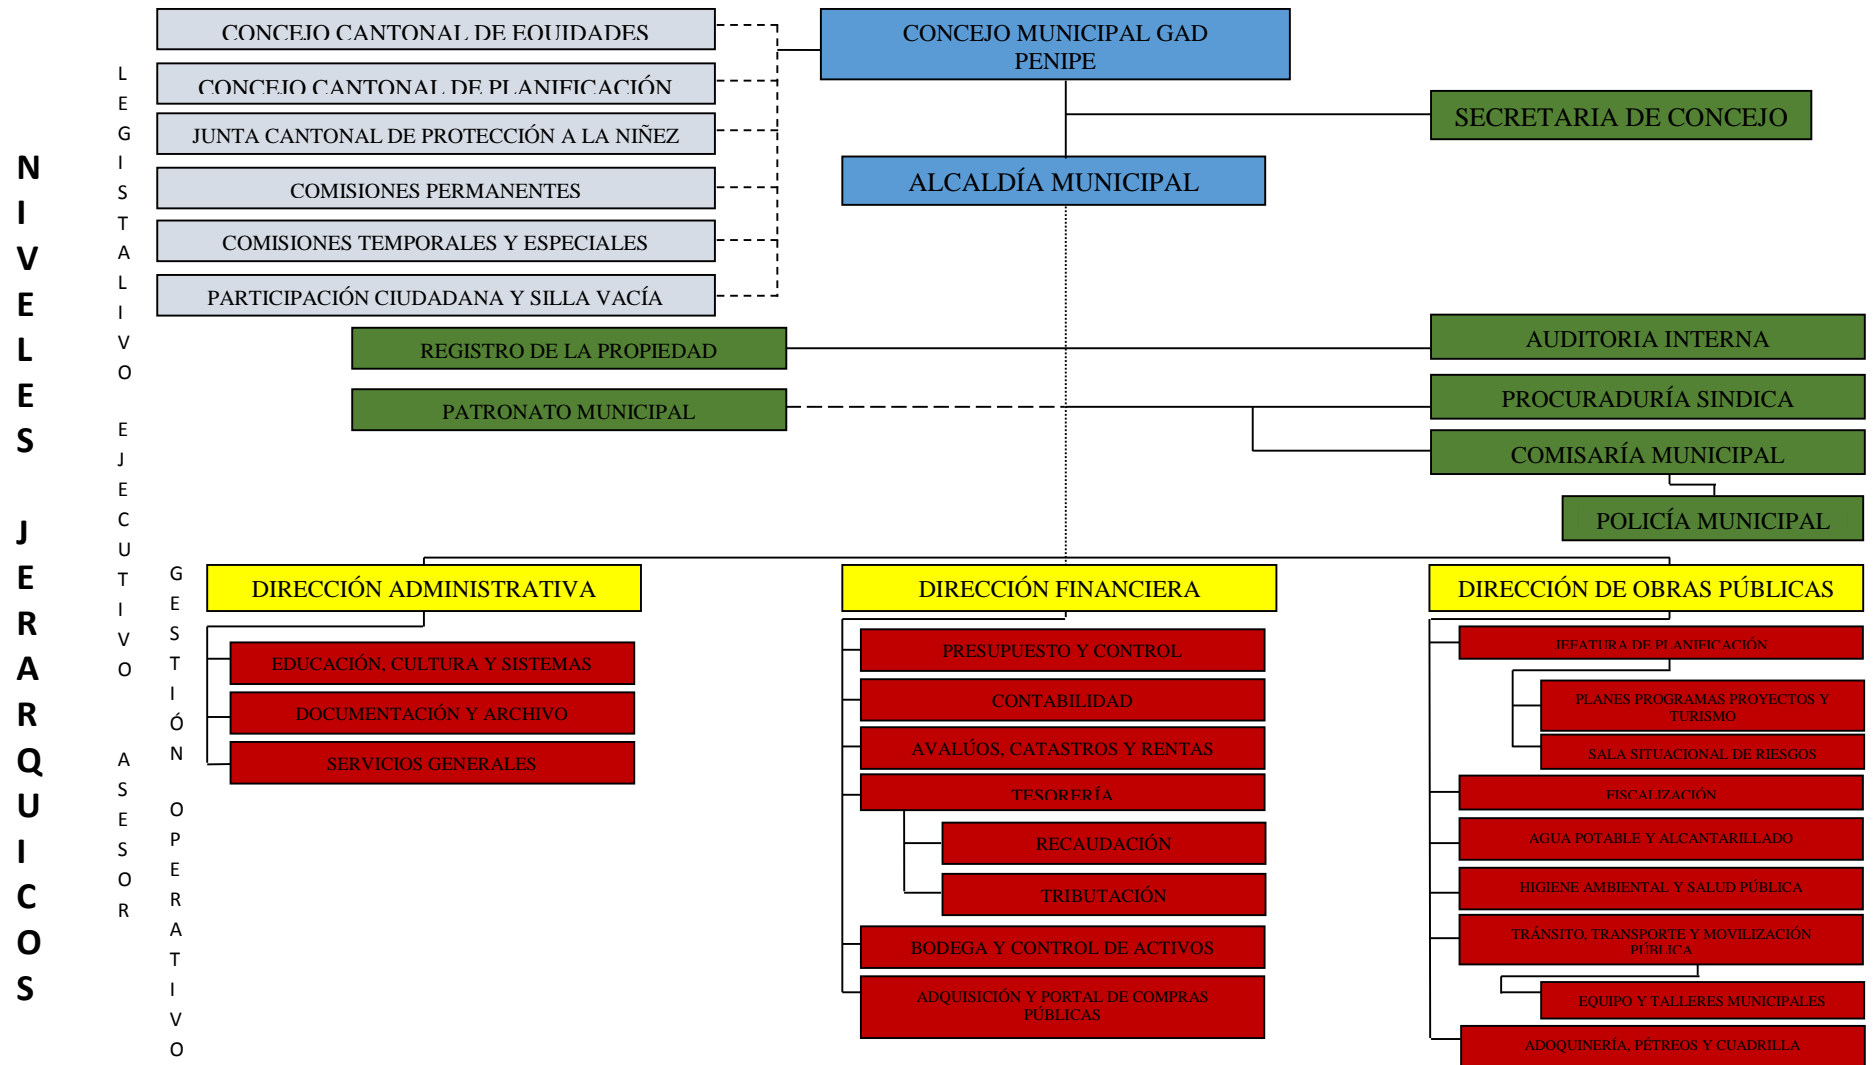 NIVELES JERARQUICOS
LEGISTALIVO EJECUTIVO ASESOR
GESTIÓN OPERATIVO
CONCEJO CANTONAL DE EQUIDADES
CONCEJO CANTONAL DE PLANIFICACIÓN
JUNTA CANTONAL DE PROTECCIÓN A LA NIÑEZ
COMISIONES PERMANENTES
COMISIONES TEMPORALES Y ESPECIALES
PARTICIPACIÓN CIUDADANA Y SILLA VACÍA
CONCEJO MUNICIPAL GAD
PENIPE
SECRETARIA DE CONCEJO
ALCALDÍA MUNICIPAL
REGISTRO DE LA PROPIEDAD
PATRONATO MUNICIPAL
AUDITORIA INTERNA
PROCURADURÍA SINDICA
COMISARÍA MUNICIPAL
POLICÍA MUNICIPAL
DIRECCIÓN ADMINISTRATIVA
EDUCACIÓN, CULTURA Y SISTEMAS
DOCUMENTACIÓN Y ARCHIVO
SERVICIOS GENERALES
DIRECCIÓN FINANCIERA
PRESUPUESTO Y CONTROL
CONTABILIDAD
AVALÚOS, CATASTROS Y RENTAS
TESORERÍA
RECAUDACIÓN
TRIBUTACIÓN
BODEGA Y CONTROL DE ACTIVOS
ADQUISICIÓN Y PORTAL DE COMPRAS
PÚBLICAS
DIRECCIÓN DE OBRAS PÚBLICAS
JEFATURA DE PLANIFICACIÓN
PLANES PROGRAMAS PROYECTOS Y
TURISMO
SALA SITUACIONAL DE RIESGOS
FISCALIZACIÓN
AGUA POTABLE Y ALCANTARILLADO
HIGIENE AMBIENTAL Y SALUD PÚBLICA
TRÁNSITO, TRANSPORTE Y MOVILIZACIÓN
PÚBLICA
EQUIPO Y TALLERES MUNICIPALES
ADOQUINERÍA, PÉTREOS Y CUADRILLA